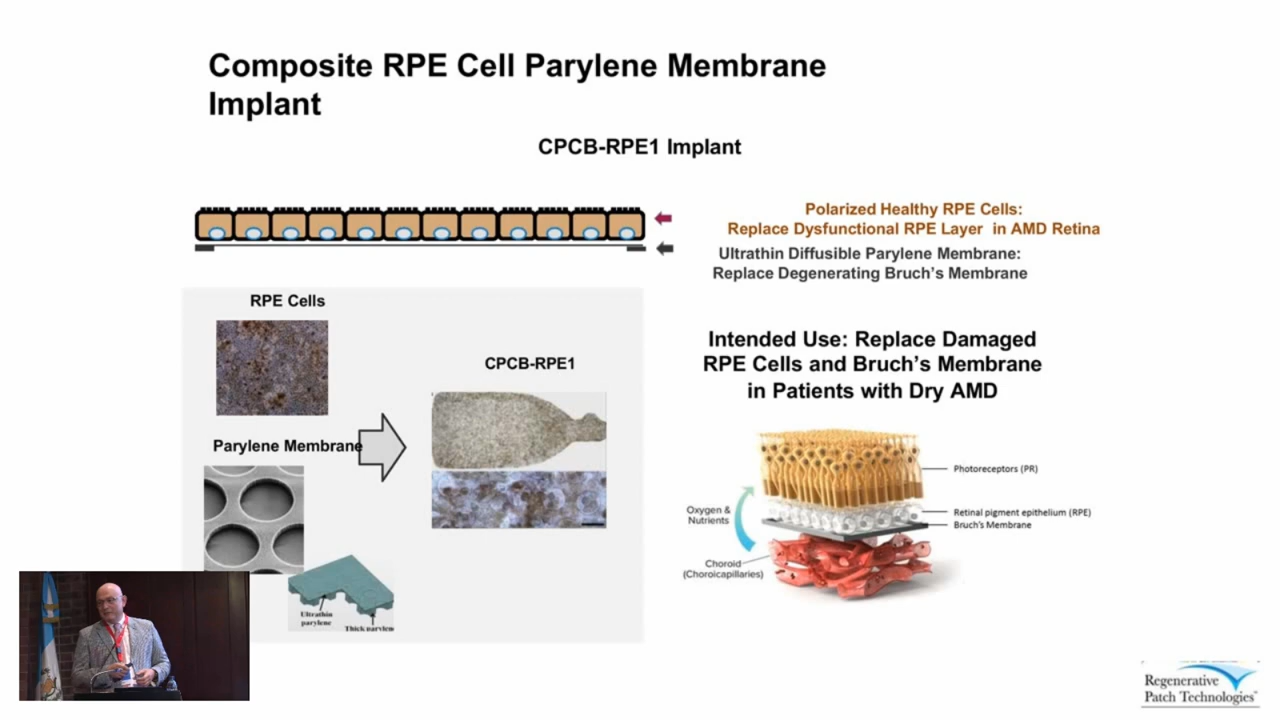 Composite RPE Cell Parylene Membrane
Implant
CPCB-RPE1 Implant
Polarized Healthy RPE Cells:
Replace Dysfunctional RPE Layer in AMD Retina
Ultrathin Diffusible Parylene Membrane:
Replace Degenerating Bruch's Membrane
RPE Cells
Parylene Membrane
CPCB-RPE1
Ultrathin
parylene
Thick parylene
Intended Use: Replace Damaged
RPE Cells and Bruch's Membrane
in Patients with Dry AMD
Photoreceptors (PR)
Oxygen &
Nutrients
Retinal pigment epithelium (RPE)
Bruch's Membrane
Choroid
(Choroicapillaries)
Regenerative
Patch Technologies™